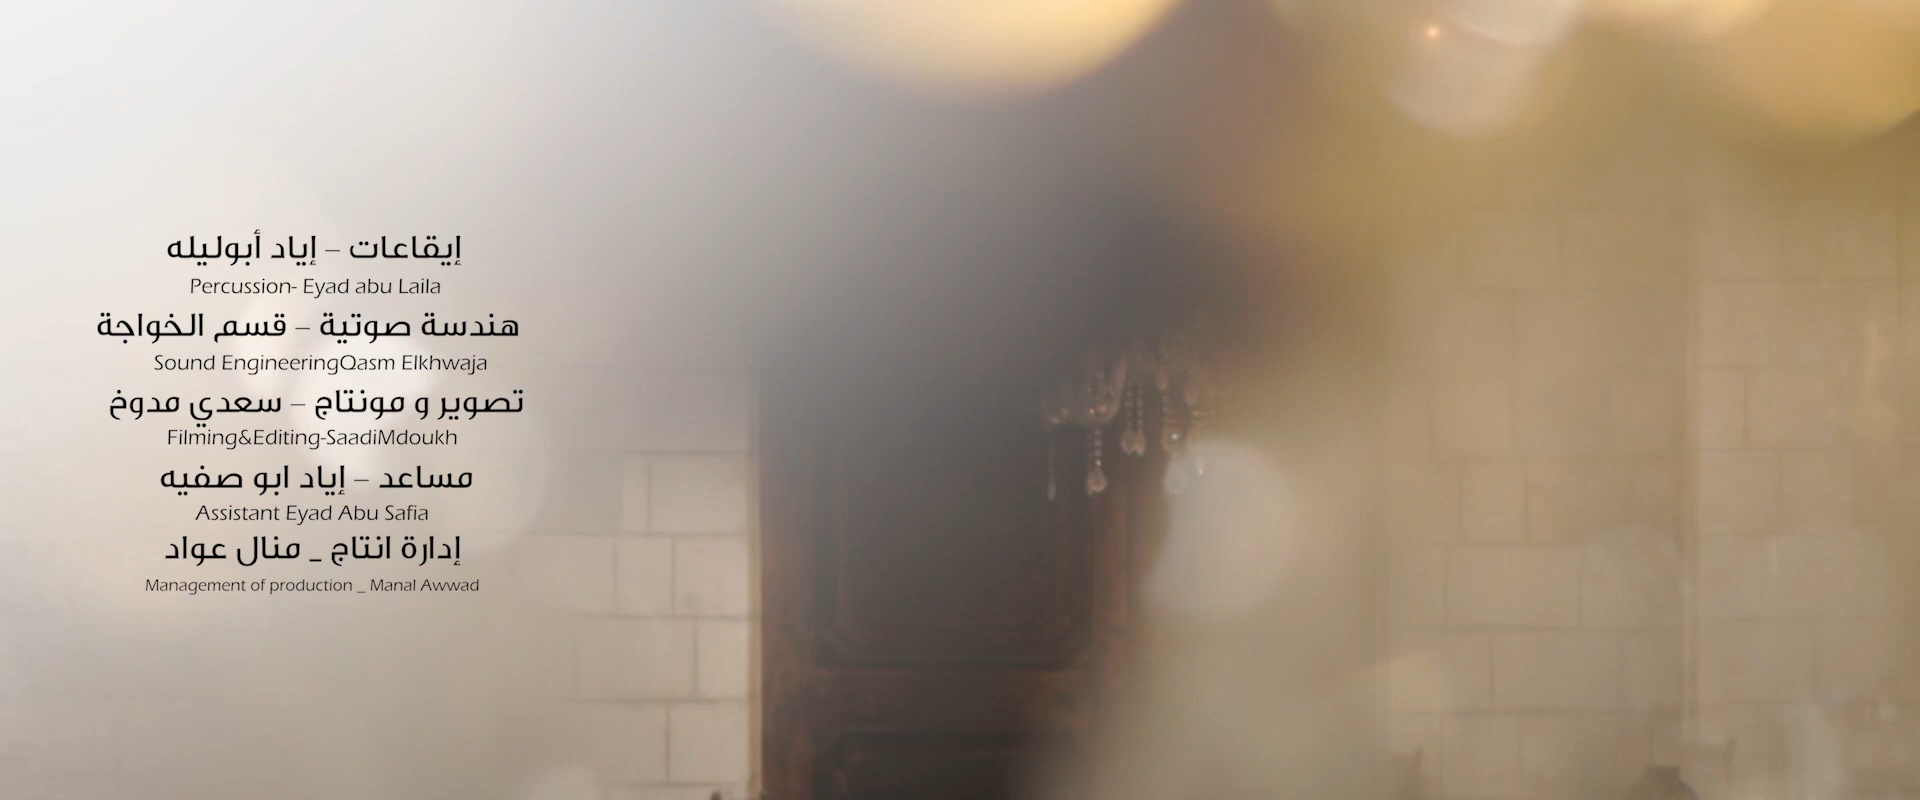 إيقاعات – إياد أبوليله
Percussion- Eyad abu Laila
هندسة صوتية – قسم الخواجة
Sound EngineeringQasm Elkhwaja
تصوير و مونتاج – سعدي مدوخ
Filming&Editing-SaadiMdoukh
مساعد – إياد ابو صفيه
Assistant Eyad Abu Safia
إدارة انتاج _ منال عواد
Management of production _ Manal Awwad